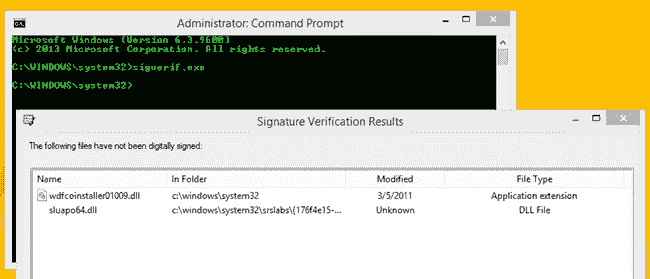 Administrator: Command Prompt
Microsoft Windows [Version 6.3.9600]
(c) 2013 Microsoft Corporation. All rights reserved.
C:\WINDOWS\system32>sigverif.exe
C:\WINDOWS\system32>
Signature Verification Results
The following files have not been digitally signed:
Name In Folder Modified File Type
wdfcoinstaller01009.dll c:\windows\system32 3/5/2011 Application extension
sluapo64.dll c:\windows\system32\srslabs\{176f4e15-... Unknown DLL File